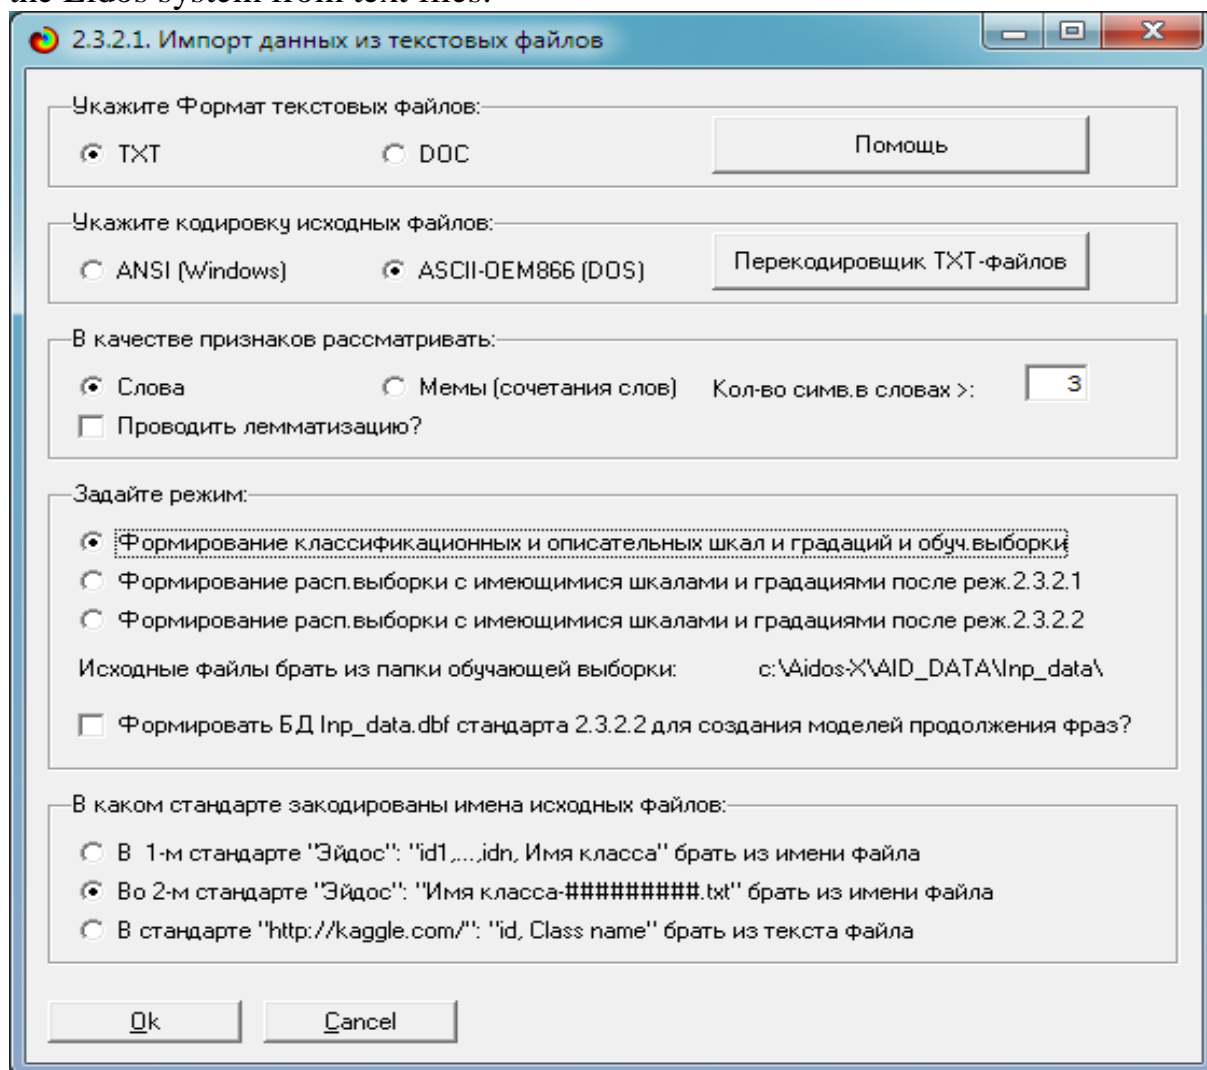 the Eidos system from text files.
2.3.2.1. Импорт данных из текстовых файлов
Укажите Формат текстовых файлов:
TXT DOC Помощь
Укажите кодировку исходных файлов:
ANSI (Windows) ASCII-OEM866 (DOS) Перекодировщик TXT-файлов
В качестве признаков рассматривать:
Слова Мемы (сочетания слов) Кол-во симв.в словах >: 3
Проводить лемматизацию?
Задайте режим:
Формирование классификационных и описательных шкал и градаций и обуч.выборки
Формирование расп.выборки с имеющимися шкалами и градациями после реж.2.3.2.1
Формирование расп.выборки с имеющимися шкалами и градациями после реж.2.3.2.2
Исходные файлы брать из папки обучающей выборки: c:\Aidos-X\AID_DATA\Inp_data\
Формировать БД Inp_data.dbf стандарта 2.3.2.2 для создания моделей продолжения фраз?
В каком стандарте закодированы имена исходных файлов:
В 1-м стандарте "Эйдос": "id1,...,idn, Имя класса" брать из имени файла
Во 2-м стандарте "Эйдос": "Имя класса-#########.txt" брать из имени файла
В стандарте "http://kaggle.com/": "id, Class name" брать из текста файла
Ok Cancel